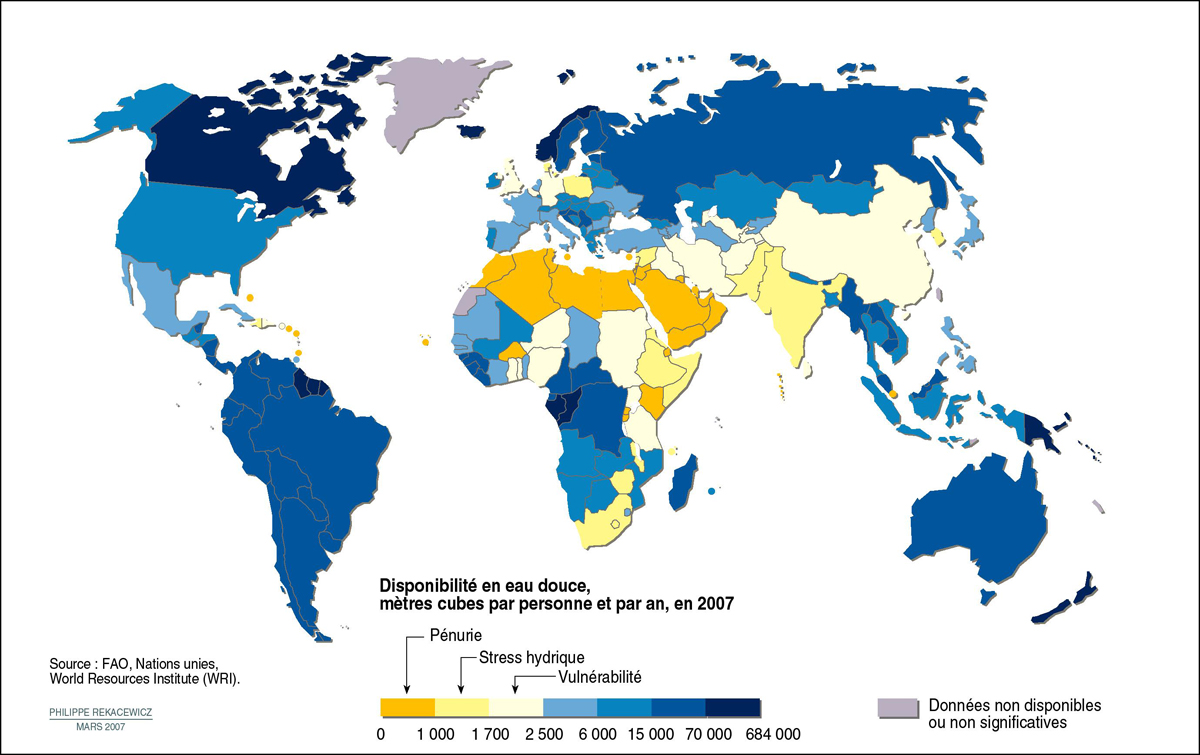 Disponibilité en eau douce,
mètres cubes par personne et par an, en 2007
Pénurie
Stress hydrique
Vulnérabilité
0 1 000 1 700 2 500 6 000 15 000 70 000 684 000
Données non disponibles
ou non significatives
Source : FAO, Nations unies,
World Resources Institute (WRI).
PHILIPPE REKACEWICZ
MARS 2007